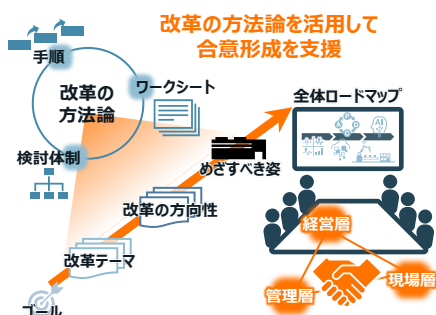 改革の方法論を活用して
合意形成を支援
手順
改革の
方法論
ワークシート
検討体制
全体ロードマップ
めざすべき姿
改革の方向性
改革テーマ
ゴール
経営層
管理層
現場層
AI